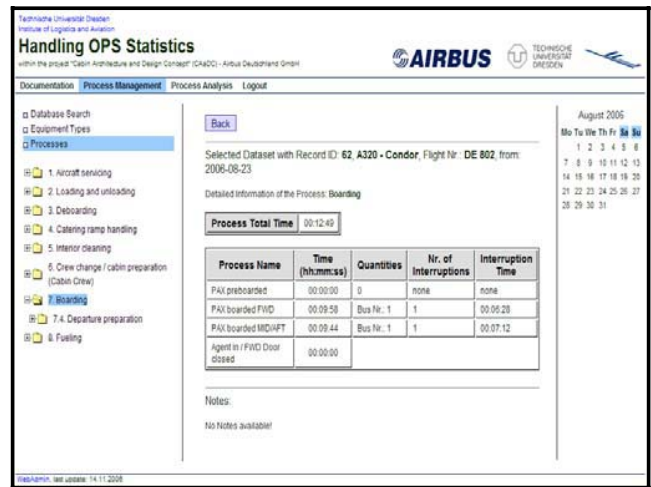 Technische Universität Dresden
Institute of Logistics and Aviation
Handling OPS Statistics
within the project "Cabin Architecture and Design Concept" (CAaDC) - Airbus Deutschland GmbH
AIRBUS
TECHNISCHE
UNIVERSITÄT
DRESDEN
Documentation Process Management Process Analysis Logout
Database Search
Equipment Types
Processes
1. Aircraft servicing
2. Loading and unloading
3. Deboarding
4. Catering ramp handling
5. Interior cleaning
6. Crew change / cabin preparation
(Cabin Crew)
7. Boarding
7.4. Departure preparation
8. Fueling
Back
Selected Dataset with Record ID: 62, A320 - Condor, Flight Nr.: DE 802, from:
2006-08-23
Detailed Information of the Process: Boarding
Process Total Time 00:12:49
Process Name Time (hh:mm:ss) Quantities Nr. of Interruptions Interruption Time
PAX preboarded 00:00:00 0 none none
PAX boarded FWD 00:09:58 Bus Nr.: 1 1 00:06:28
PAX boarded MID/AFT 00:09:44 Bus Nr.: 1 1 00:07:12
Agent in / FWD Door closed 00:00:00
Notes:
No Notes available!
August 2006
Mo Tu We Th Fr Sa Su
1 2 3 4 5 6
7 8 9 10 11 12 13
14 15 16 17 18 19 20
21 22 23 24 25 26 27
28 29 30 31
WebAdmin, last update: 14.11.2006